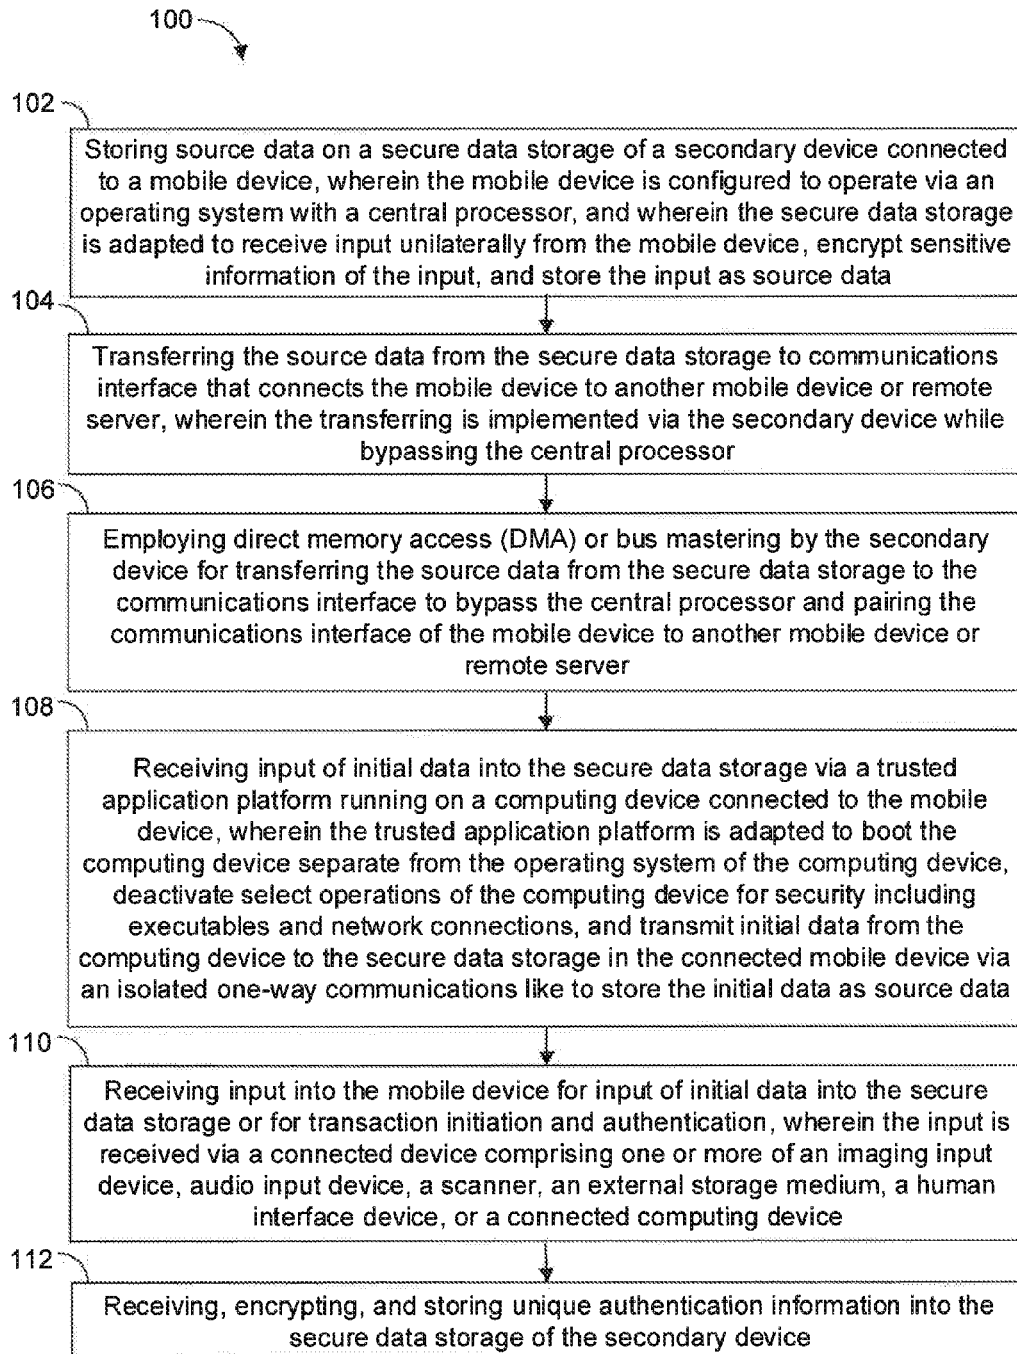 100
102
Storing source data on a secure data storage of a secondary device connected
to a mobile device, wherein the mobile device is configured to operate via an
operating system with a central processor, and wherein the secure data storage
is adapted to receive input unilaterally from the mobile device, encrypt sensitive
information of the input, and store the input as source data
104
Transferring the source data from the secure data storage to communications
interface that connects the mobile device to another mobile device or remote
server, wherein the transferring is implemented via the secondary device while
bypassing the central processor
106
Employing direct memory access (DMA) or bus mastering by the secondary
device for transferring the source data from the secure data storage to the
communications interface to bypass the central processor and pairing the
communications interface of the mobile device to another mobile device or
remote server
108
Receiving input of initial data into the secure data storage via a trusted
application platform running on a computing device connected to the mobile
device, wherein the trusted application platform is adapted to boot the
computing device separate from the operating system of the computing device,
deactivate select operations of the computing device for security including
executables and network connections, and transmit initial data from the
computing device to the secure data storage in the connected mobile device via
an isolated one-way communications like to store the initial data as source data
110
Receiving input into the mobile device for input of initial data into the secure
data storage or for transaction initiation and authentication, wherein the input is
received via a connected device comprising one or more of an imaging input
device, audio input device, a scanner, an external storage medium, a human
interface device, or a connected computing device
112
Receiving, encrypting, and storing unique authentication information into the
secure data storage of the secondary device